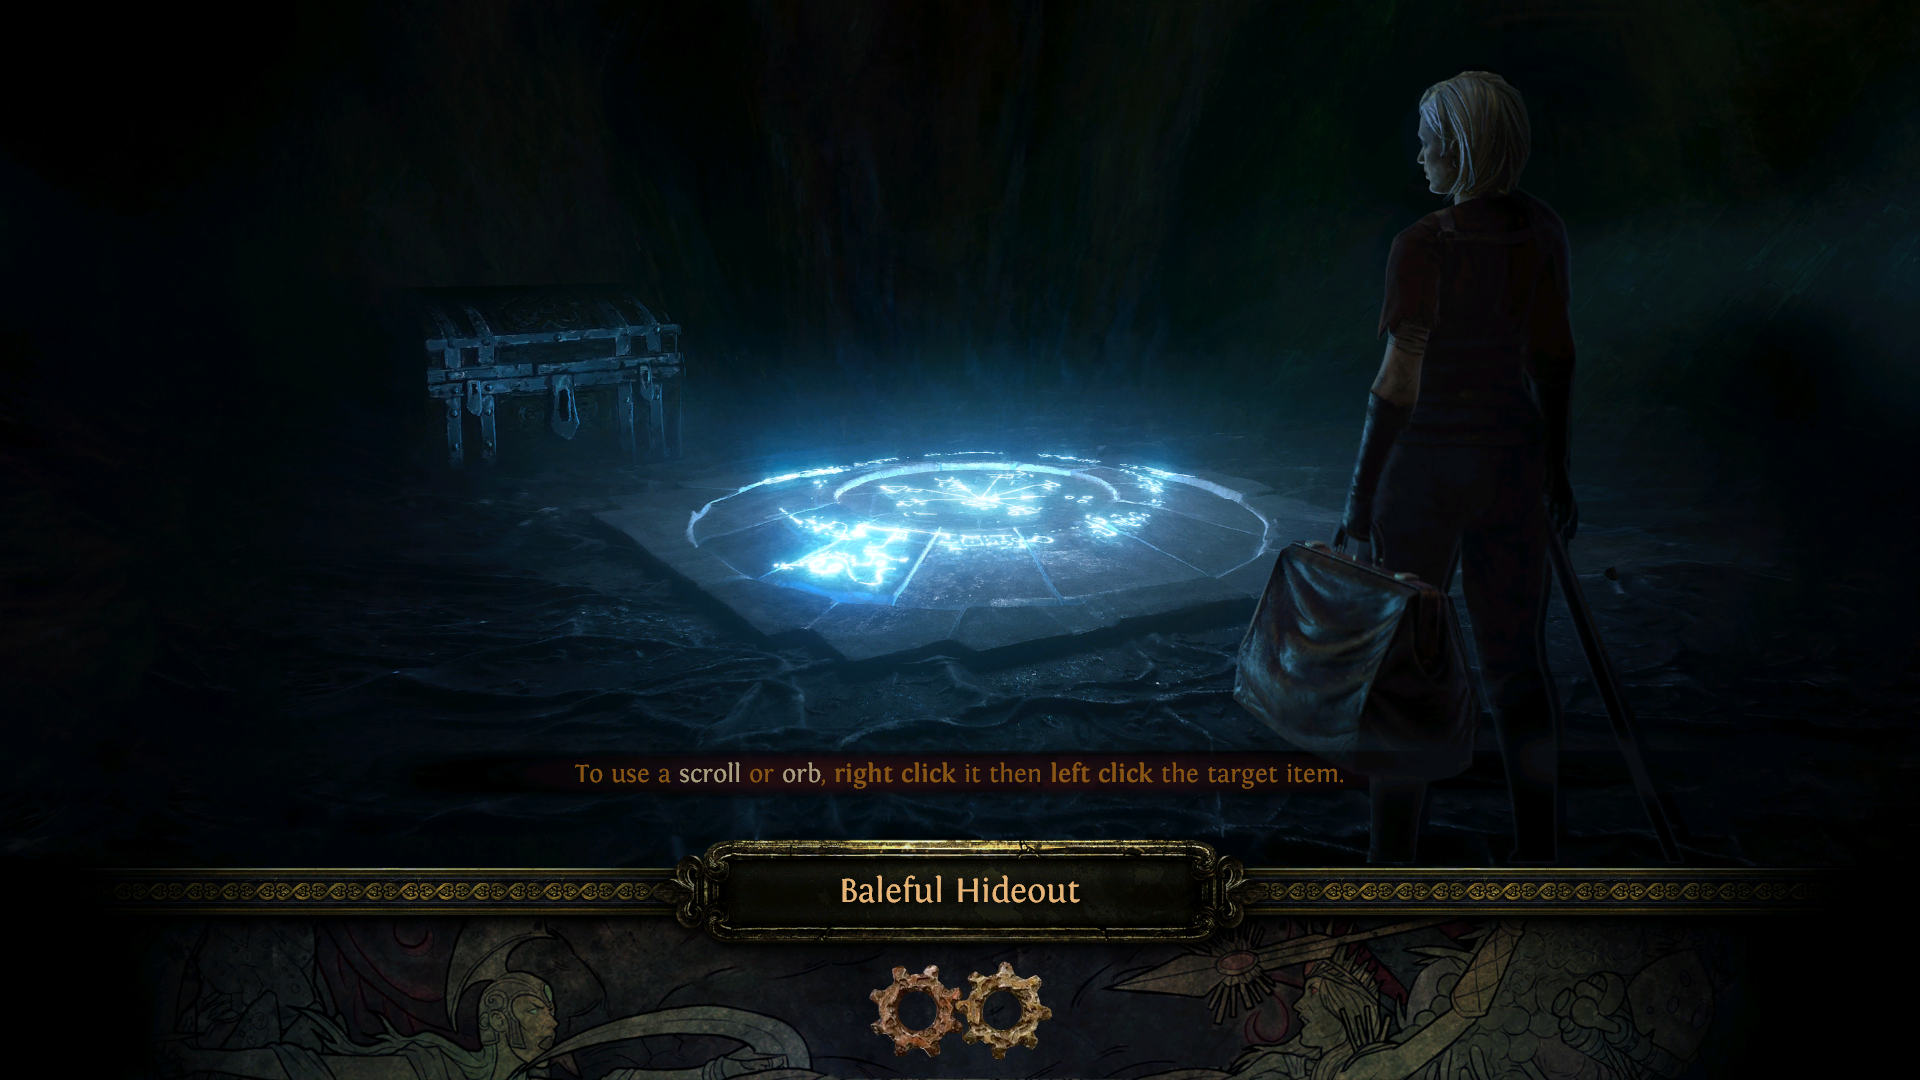 To use a scroll or orb, right click it then left click the target item.
Baleful Hideout